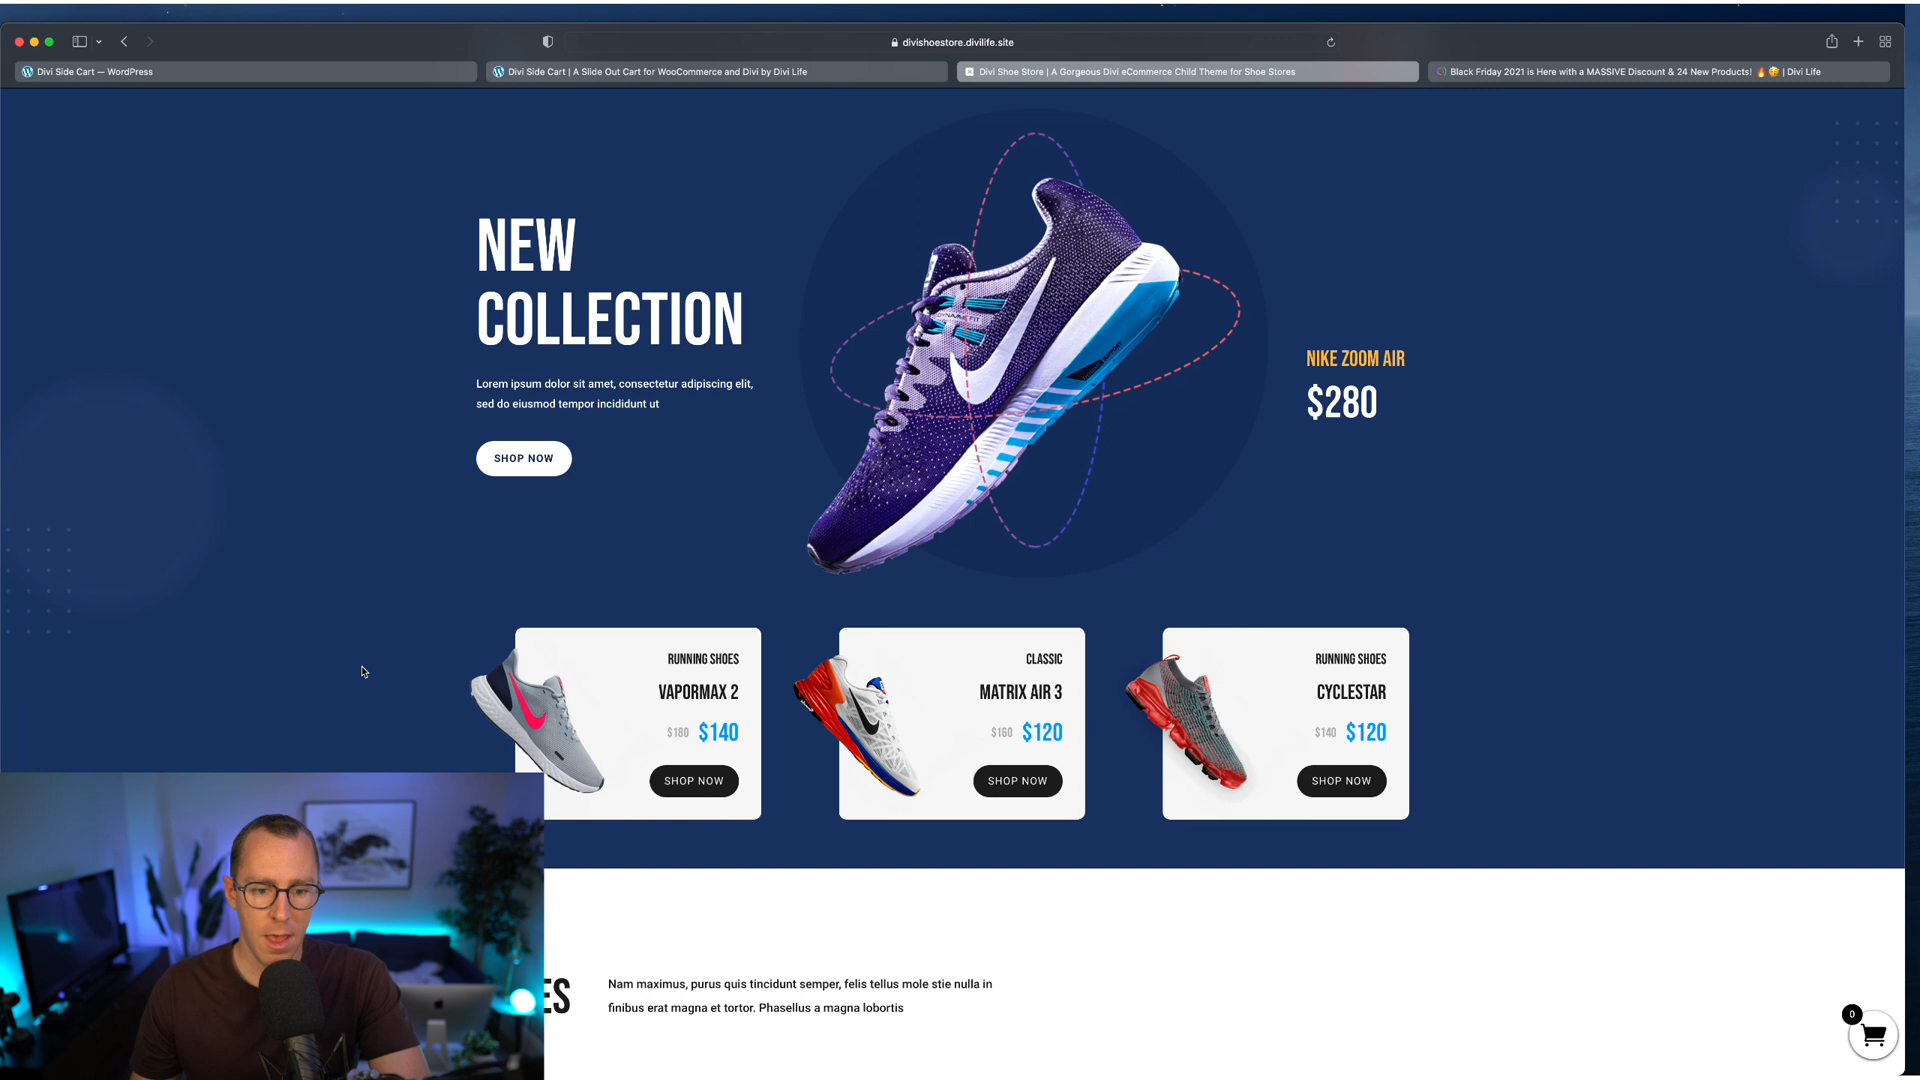 divishoestore.divilife.site
Divi Side Cart — WordPress
Divi Side Cart | A Slide Out Cart for WooCommerce and Divi by Divi Life
Divi Shoe Store | A Gorgeous Divi eCommerce Child Theme for Shoe Stores
Black Friday 2021 is Here with a MASSIVE Discount & 24 New Products! 🔥😏 | Divi Life
NEW
COLLECTION
Lorem ipsum dolor sit amet, consectetur adipiscing elit,
sed do eiusmod tempor incididunt ut
SHOP NOW
NIKE ZOOM AIR
$280
RUNNING SHOES
VAPORMAX 2
$180 $140
SHOP NOW
CLASSIC
MATRIX AIR 3
$160 $120
SHOP NOW
RUNNING SHOES
CYCLESTAR
$140 $120
SHOP NOW
ES
Nam maximus, purus quis tincidunt semper, felis tellus mole stie nulla in
finibus erat magna et tortor. Phasellus a magna lobortis
0